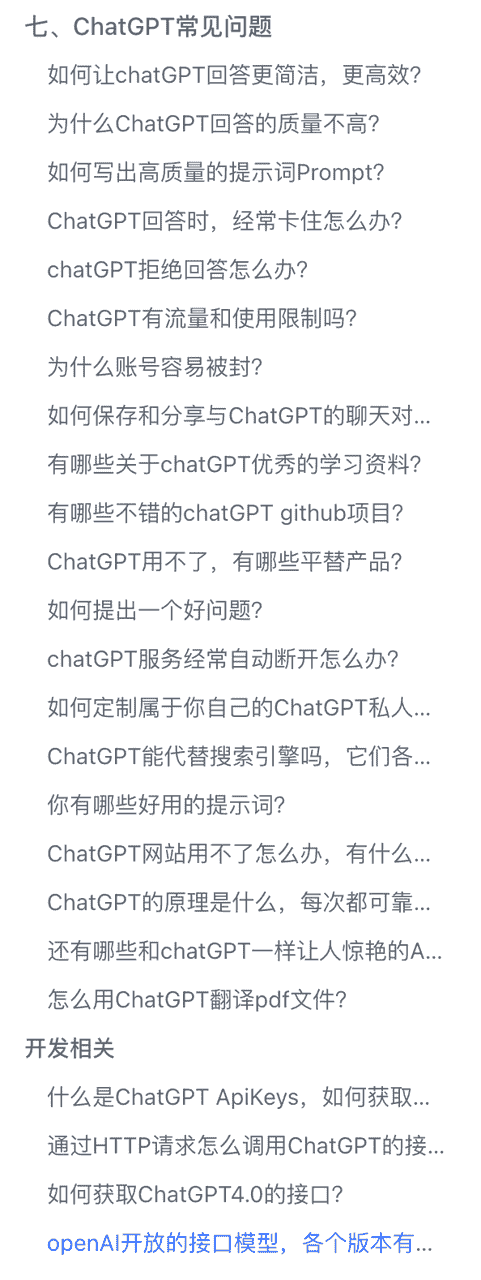 七、ChatGPT常见问题
如何让chatGPT回答更简洁，更高效？
为什么ChatGPT回答的质量不高？
如何写出高质量的提示词Prompt？
ChatGPT回答时，经常卡住怎么办？
chatGPT拒绝回答怎么办？
ChatGPT有流量和使用限制吗？
为什么账号容易被封？
如何保存和分享与ChatGPT的聊天对...
有哪些关于chatGPT优秀的学习资料？
有哪些不错的chatGPT github项目？
ChatGPT用不了，有哪些平替产品？
如何提出一个好问题？
chatGPT服务经常自动断开怎么办？
如何定制属于你自己的ChatGPT私人...
ChatGPT能代替搜索引擎吗，它们各...
你有哪些好用的提示词？
ChatGPT网站用不了怎么办，有什么...
ChatGPT的原理是什么，每次都可靠...
还有哪些和chatGPT一样让人惊艳的A...
怎么用ChatGPT翻译pdf文件？
开发相关
什么是ChatGPT ApiKeys，如何获取...
通过HTTP请求怎么调用ChatGPT的接...
如何获取ChatGPT4.0的接口？
openAI开放的接口模型，各个版本有...